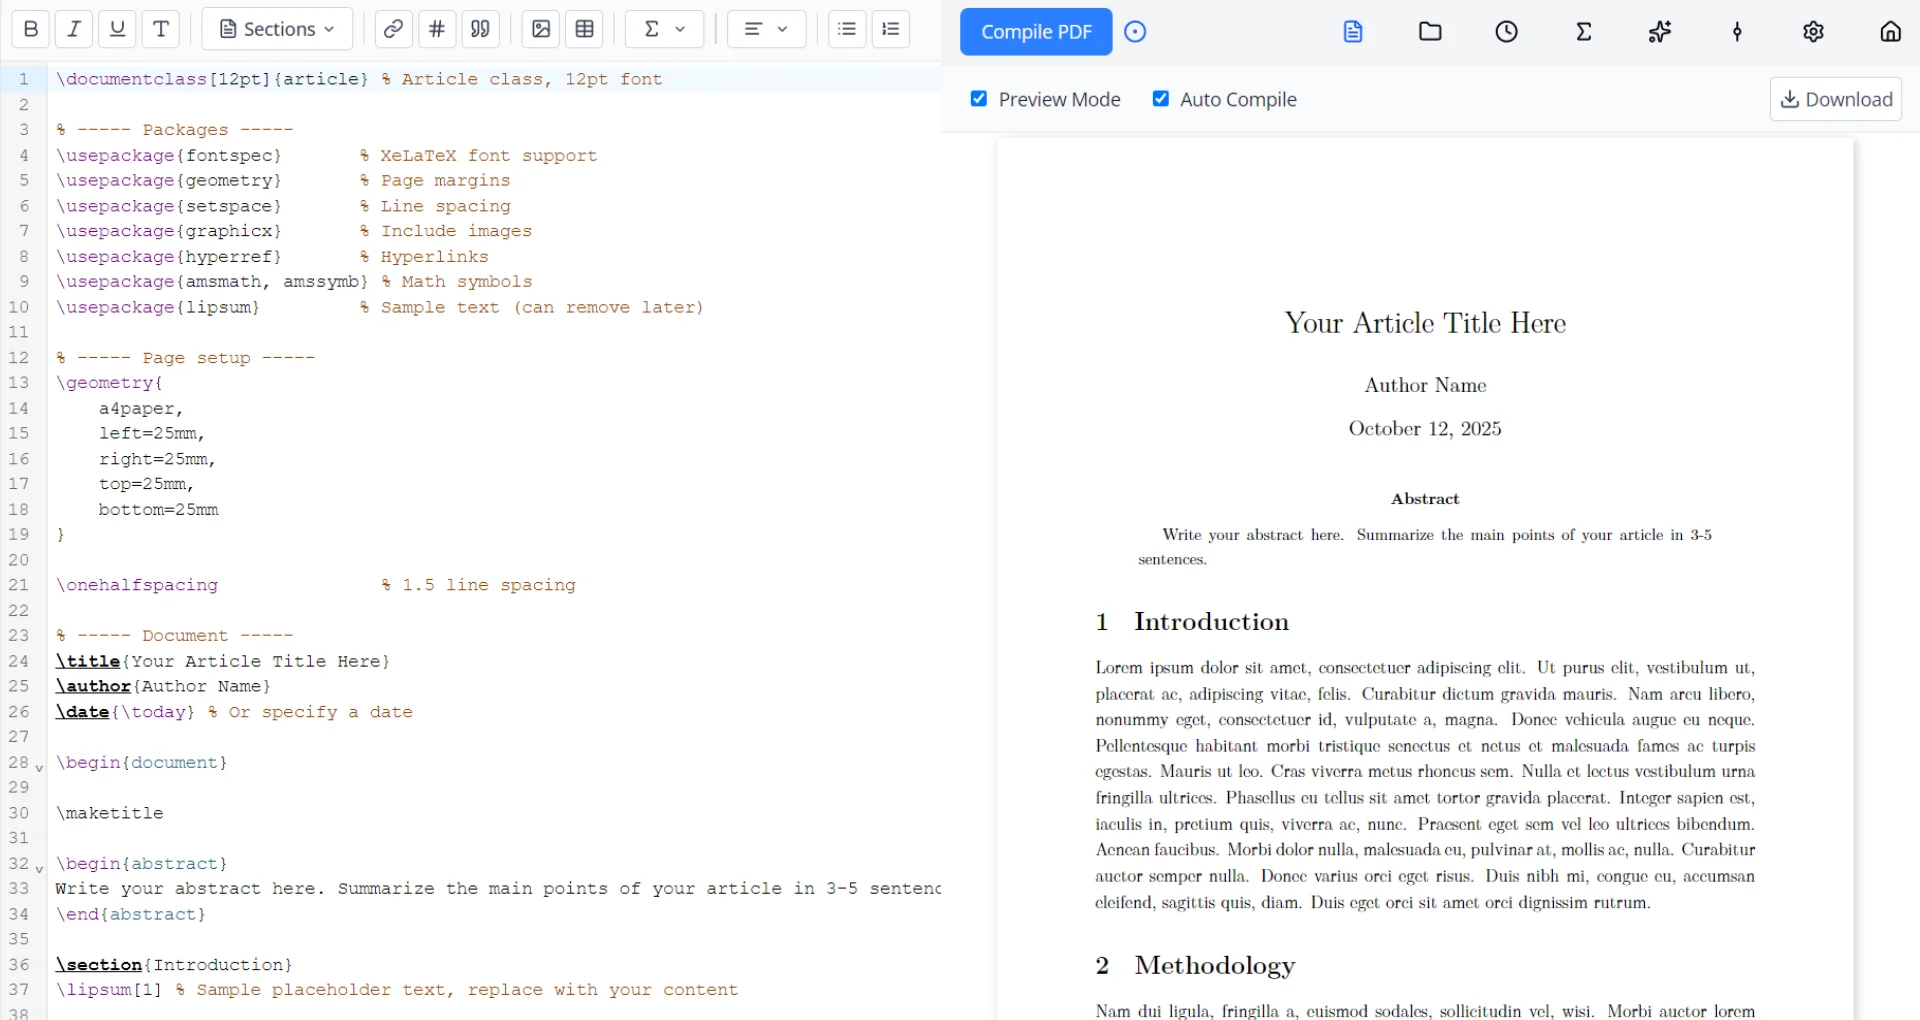 B I U T Sections # Σ
1 \documentclass[12pt]{article} % Article class, 12pt font
2
3 % ----- Packages -----
4 \usepackage{fontspec} % XeLaTeX font support
5 \usepackage{geometry} % Page margins
6 \usepackage{setspace} % Line spacing
7 \usepackage{graphicx} % Include images
8 \usepackage{hyperref} % Hyperlinks
9 \usepackage{amsmath, amssymb} % Math symbols
10 \usepackage{lipsum} % Sample text (can remove later)
11
12 % ----- Page setup -----
13 \geometry{
14 a4paper,
15 left=25mm,
16 right=25mm,
17 top=25mm,
18 bottom=25mm
19 }
20
21 \onehalfspacing % 1.5 line spacing
22
23 % ----- Document -----
24 \title{Your Article Title Here}
25 \author{Author Name}
26 \date{\today} % Or specify a date
27
28 \begin{document}
29
30 \maketitle
31
32 \begin{abstract}
33 Write your abstract here. Summarize the main points of your article in 3-5 sentenc
34 \end{abstract}
35
36 \section{Introduction}
37 \lipsum[1] % Sample placeholder text, replace with your content
38
Compile PDF Σ
Preview Mode Auto Compile Download
Your Article Title Here
Author Name
October 12, 2025
Abstract
Write your abstract here. Summarize the main points of your article in 3-5
sentences.
1 Introduction
Lorem ipsum dolor sit amet, consectetuer adipiscing elit. Ut purus elit, vestibulum ut,
placerat ac, adipiscing vitae, felis. Curabitur dictum gravida mauris. Nam arcu libero,
nonummy eget, consectetuer id, vulputate a, magna. Donec vehicula augue eu neque.
Pellentesque habitant morbi tristique senectus et netus et malesuada fames ac turpis
egestas. Mauris ut leo. Cras viverra metus rhoncus sem. Nulla et lectus vestibulum urna
fringilla ultrices. Phasellus eu tellus sit amet tortor gravida placerat. Integer sapien est,
iaculis in, pretium quis, viverra ac, nunc. Praesent eget sem vel leo ultrices bibendum.
Aenean faucibus. Morbi dolor nulla, malesuada eu, pulvinar at, mollis ac, nulla. Curabitur
auctor semper nulla. Donec varius orci eget risus. Duis nibh mi, congue eu, accumsan
eleifend, sagittis quis, diam. Duis eget orci sit amet orci dignissim rutrum.
2 Methodology
Nam dui ligula, fringilla a, euismod sodales, sollicitudin vel, wisi. Morbi auctor lorem